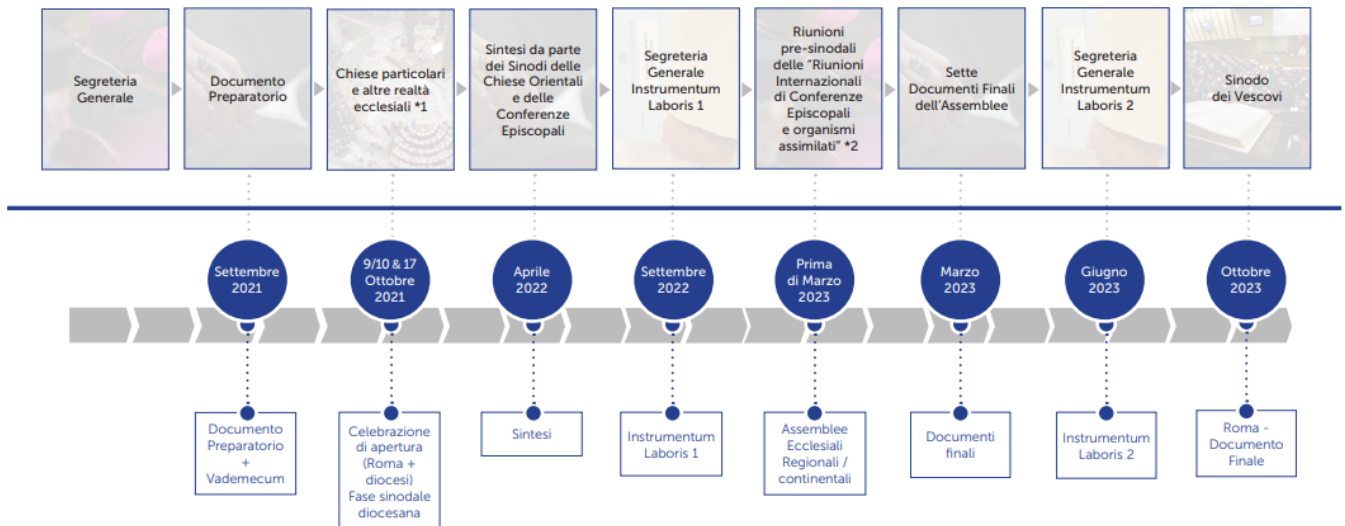 Segreteria
Generale
Documento
Preparatorio
Chiese particolari
e altre realtà
ecclesiali *1
Sintesi da parte
dei Sinodi delle
Chiese Orientali
e delle
Conferenze
Episcopali
Segreteria
Generale
Instrumentum
Laboris 1
Riunioni
pre-sinodali
delle “Riunioni
Internazionali
di Conferenze
Episcopali
e organismi
assimilati” *2
Sette
Documenti Finali
dell’Assemblee
Segreteria
Generale
Instrumentum
Laboris 2
Sinodo
dei Vescovi
Settembre
2021
9/10 & 17
Ottobre
2021
Aprile
2022
Settembre
2022
Prima
di Marzo
2023
Marzo
2023
Giugno
2023
Ottobre
2023
Documento
Preparatorio
+
Vademecum
Celebrazione
di apertura
(Roma +
diocesi)
Fase sinodale
diocesana
Sintesi
Instrumentum
Laboris 1
Assemblee
Ecclesiali
Regionali /
continentali
Documenti
finali
Instrumentum
Laboris 2
Roma -
Documento
Finale